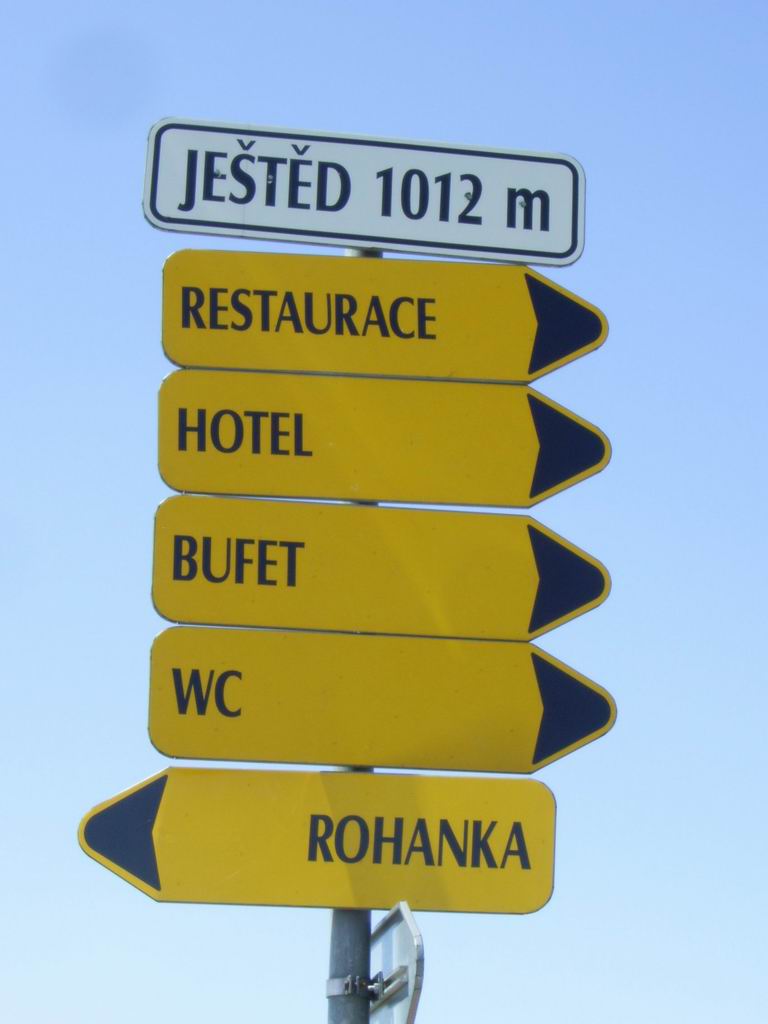 JEŠTĚD 1012 m
RESTAURACE
HOTEL
BUFET
WC
ROHANKA